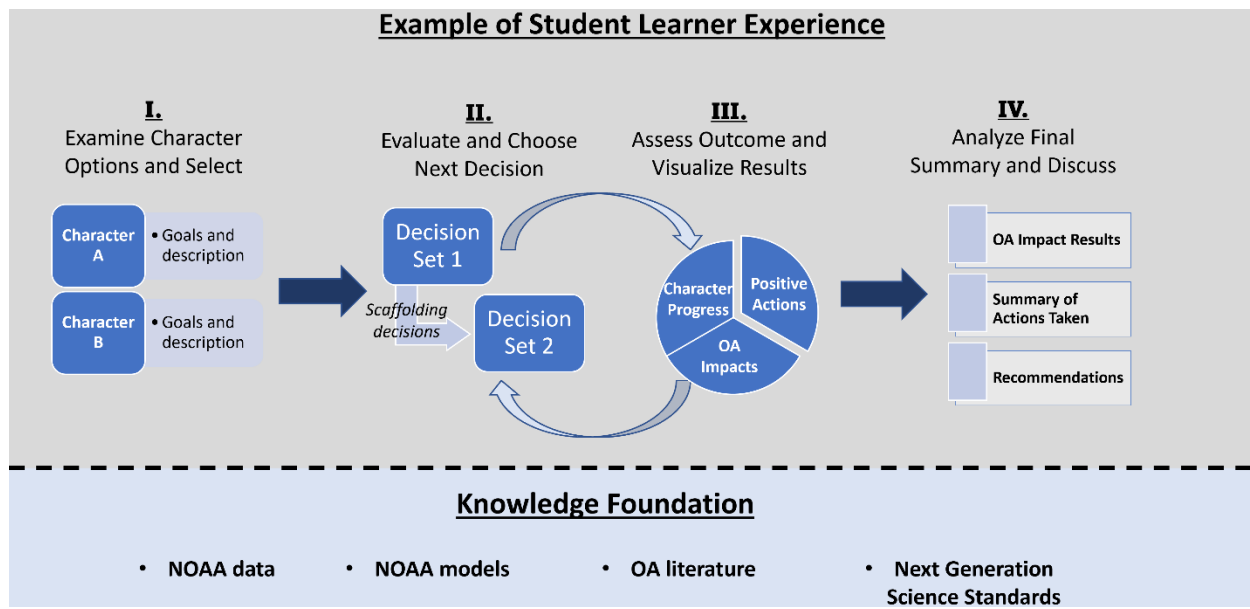 Example of Student Learner Experience
I.
Examine Character
Options and Select
II.
Evaluate and Choose
Next Decision
III.
Assess Outcome and
Visualize Results
IV.
Analyze Final
Summary and Discuss
Character
A
• Goals and
description
Character
B
• Goals and
description
Decision
Set 1
Scaffolding
decisions
Decision
Set 2
Character
Progress
Positive
Actions
OA
Impacts
OA Impact Results
Summary of
Actions Taken
Recommendations
Knowledge Foundation
• NOAA data
• NOAA models
• OA literature
• Next Generation
Science Standards